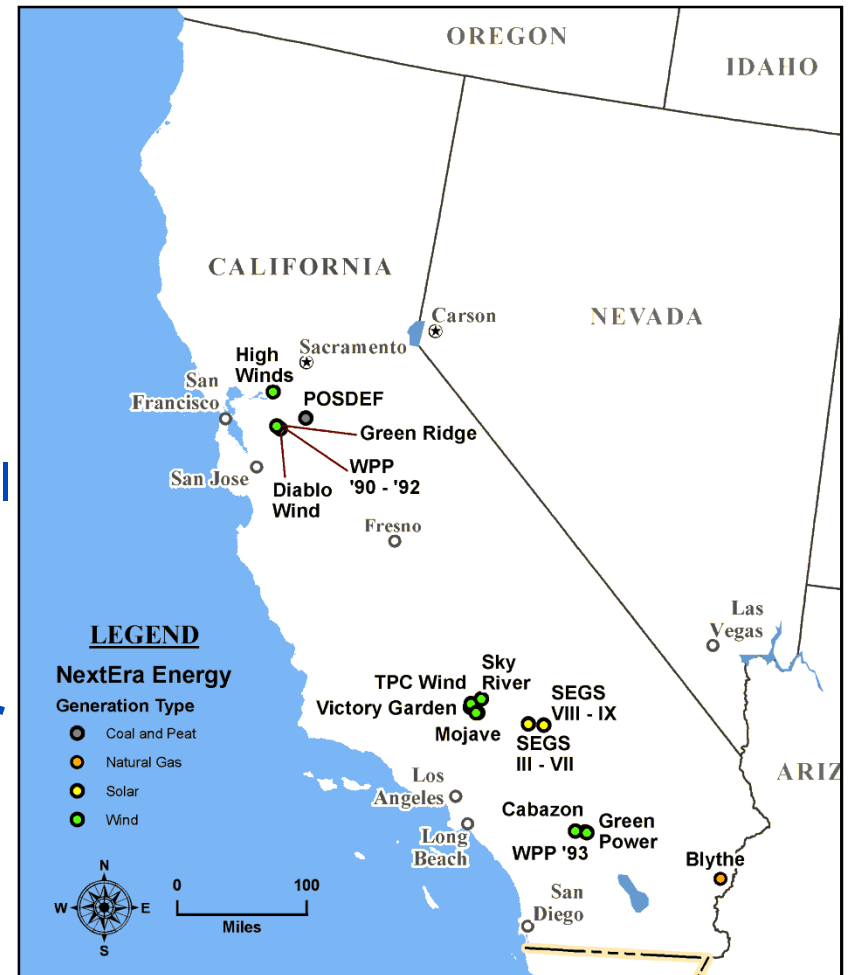 OREGON
IDAHO
CALIFORNIA
NEVADA
Carson
Sacramento
High
Winds
San
Francisco
POSDEF
Green Ridge
WPP
'90 - '92
San Jose
Diablo
Wind
Fresno
Las
Vegas
LEGEND
NextEra Energy
Generation Type
Coal and Peat
Natural Gas
Solar
Wind
Sky
River
TPC Wind
Victory Garden
Mojave
SEGS
VIII - IX
SEGS
III - VII
ARIZ
Los
Angeles
Long
Beach
Cabazon
Green
Power
WPP '93
Blythe
San
Diego
N
W
E
S
0
100
Miles